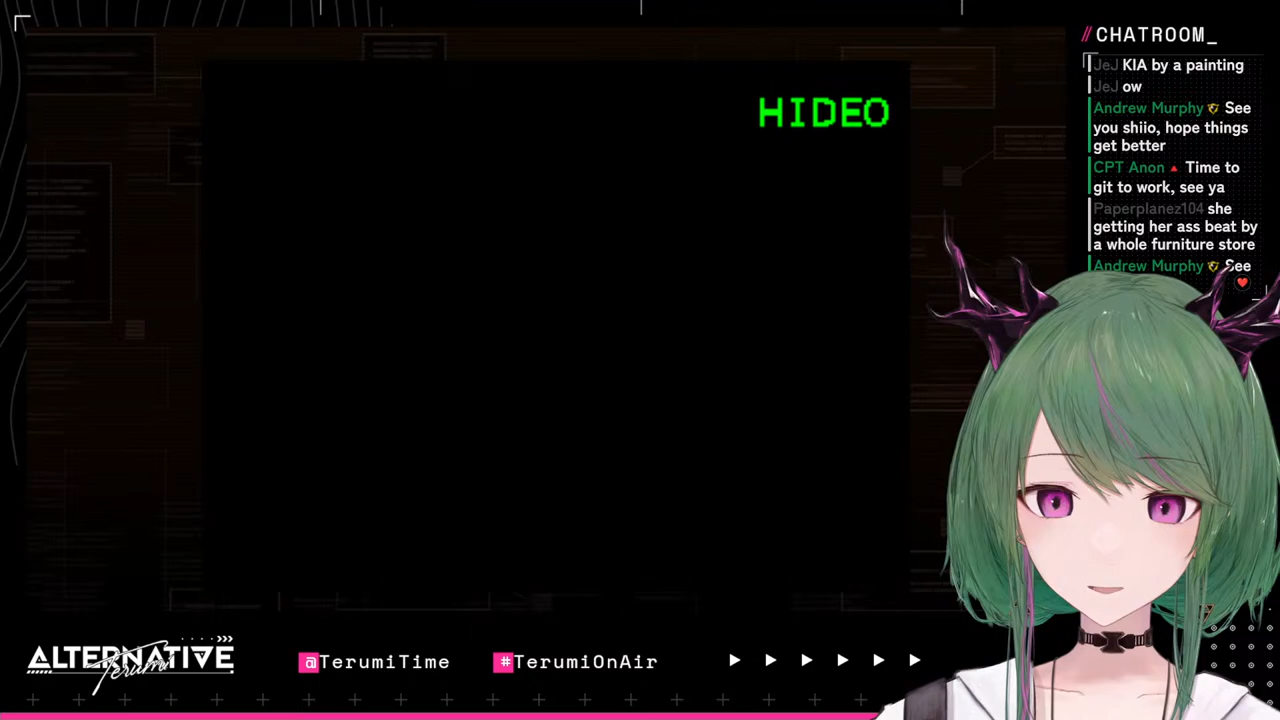 HIDEO
//CHATROOM_
JeJ KIA by a painting
JeJ ow
Andrew Murphy See
you shiio, hope things
get better
CPT Anon Time to
git to work, see ya
Paperplanez104 she
getting her ass beat by
a whole furniture store
Andrew Murphy See
ALTERNATIVE
Terumi
@TerumiTime
#TerumiOnAir